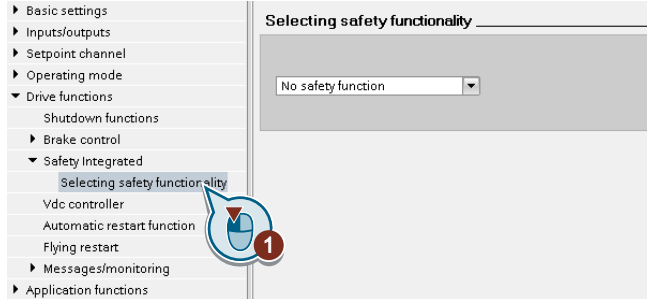 Basic settings
Inputs/outputs
Setpoint channel
Operating mode
Drive functions
Shutdown functions
Brake control
Safety Integrated
Selecting safety functionality
Vdc controller
Automatic restart function
Flying restart
Messages/monitoring
Application functions
1
Selecting safety functionality
No safety function